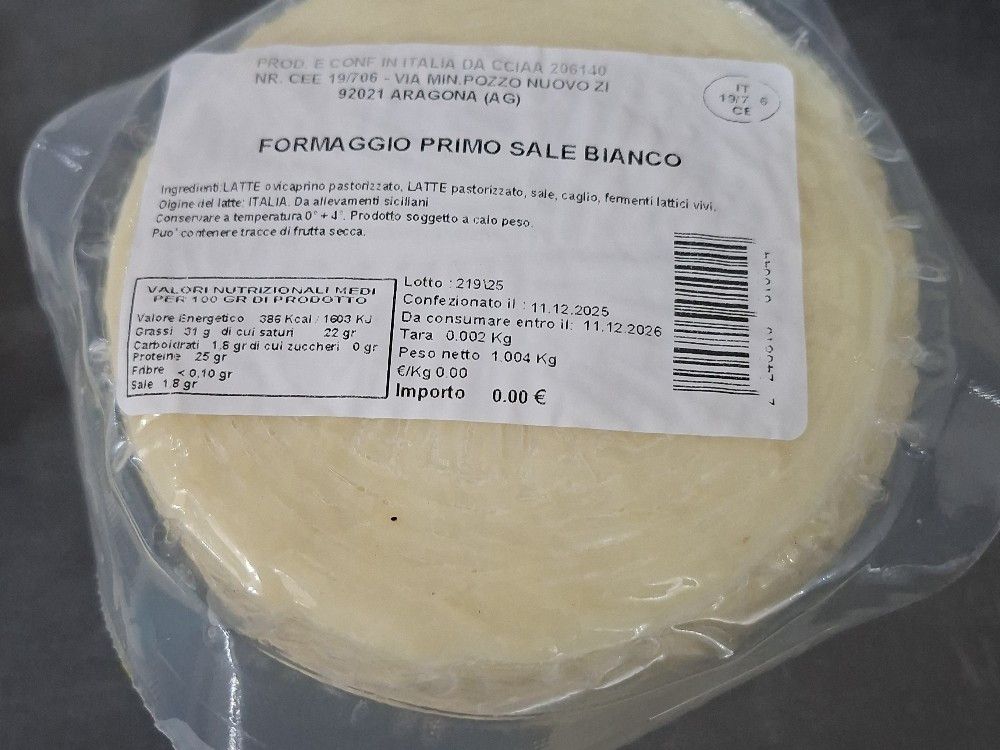 PROD. E CONF IN ITALIA DA CCIAA 206140
NR. CEE 19/706 - VIA MIN.POZZO NUOVO ZI
92021 ARAGONA (AG)
IT
19/7 6
CE
FORMAGGIO PRIMO SALE BIANCO
Ingredienti:LATTE ovicaprino pastorizzato, LATTE pastorizzato, sale, caglio, fermenti lattici vivi.
Oigine del latte: ITALIA. Da allevamenti siciliani
Conservare a temperatura 0° + 4°. Prodotto soggetto a calo peso.
Puo' contenere tracce di frutta secca.
VALORI NUTRIZIONALI MEDI
PER 100 GR DI PRODOTTO
Valore Energetico 386 Kcal / 1603 KJ
Grassi 31 g di cui saturi 22 gr
Carboidrati 1,8 gr di cui zuccheri 0 gr
Proteine 25 gr
Fibre < 0,10 gr
Sale 1,8 gr
Lotto : 219\25
Confezionato il : 11.12.2025
Da consumare entro il: 11.12.2026
Tara 0.002 Kg
Peso netto 1.004 Kg
€/Kg 0.00
Importo 0.00 €